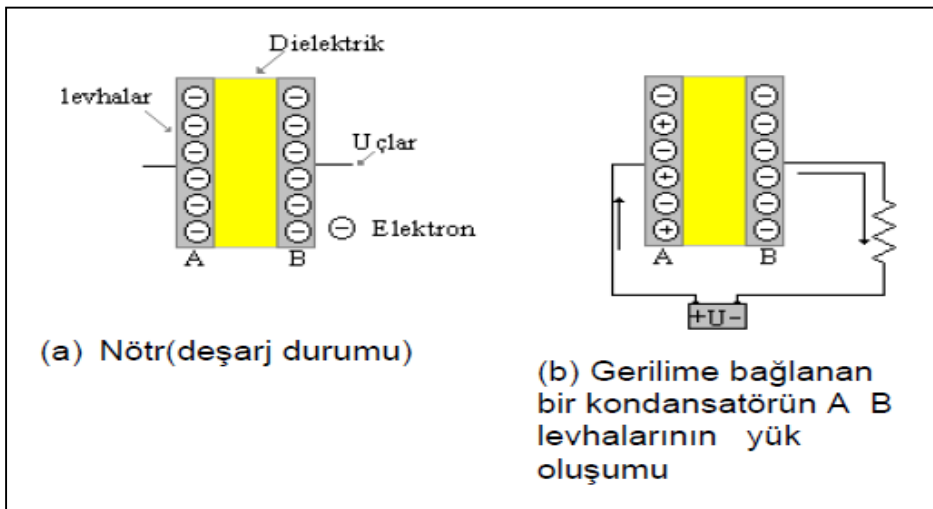 Dielektrik
levhalar
Uçlar
Elektron
A B
(a) Nötr(deşarj durumu)
A B
+U-
(b) Gerilime bağlanan
bir kondansatörün A B
levhalarının yük
oluşumu